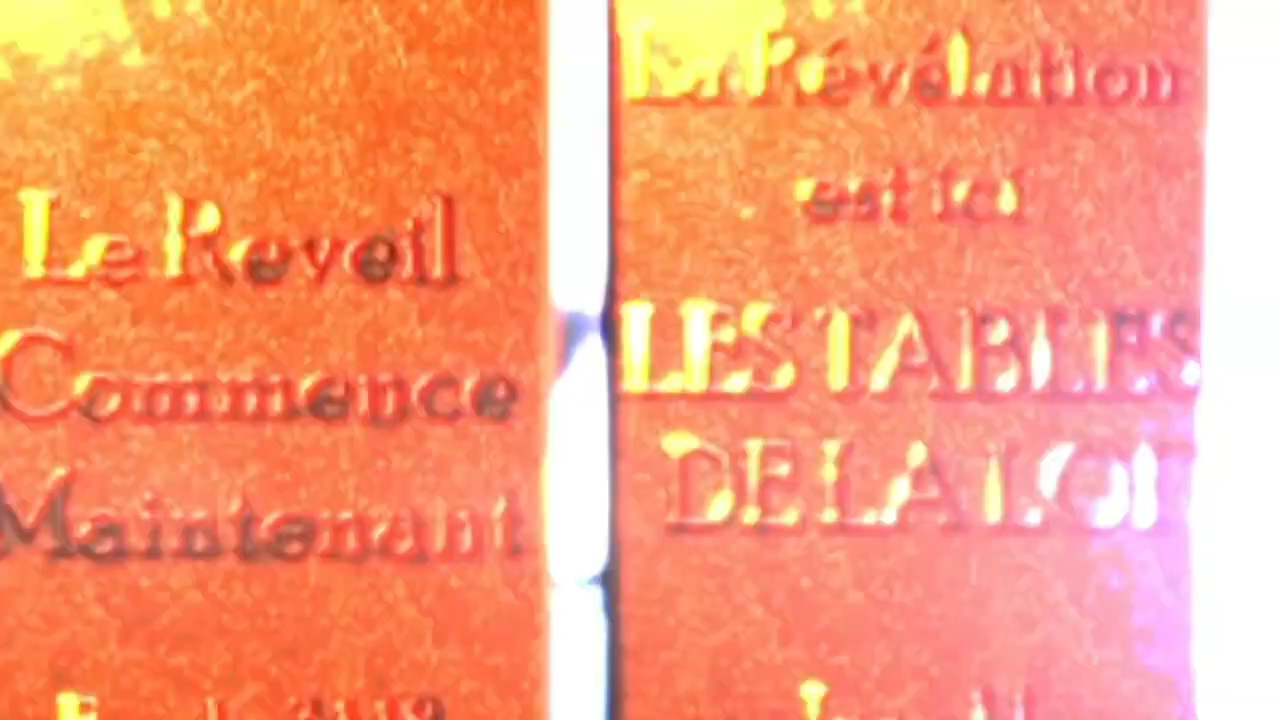 Le Reveil
Commence
Maintenant
La Révélation
est ici
LES TABLES
DE LA LOI